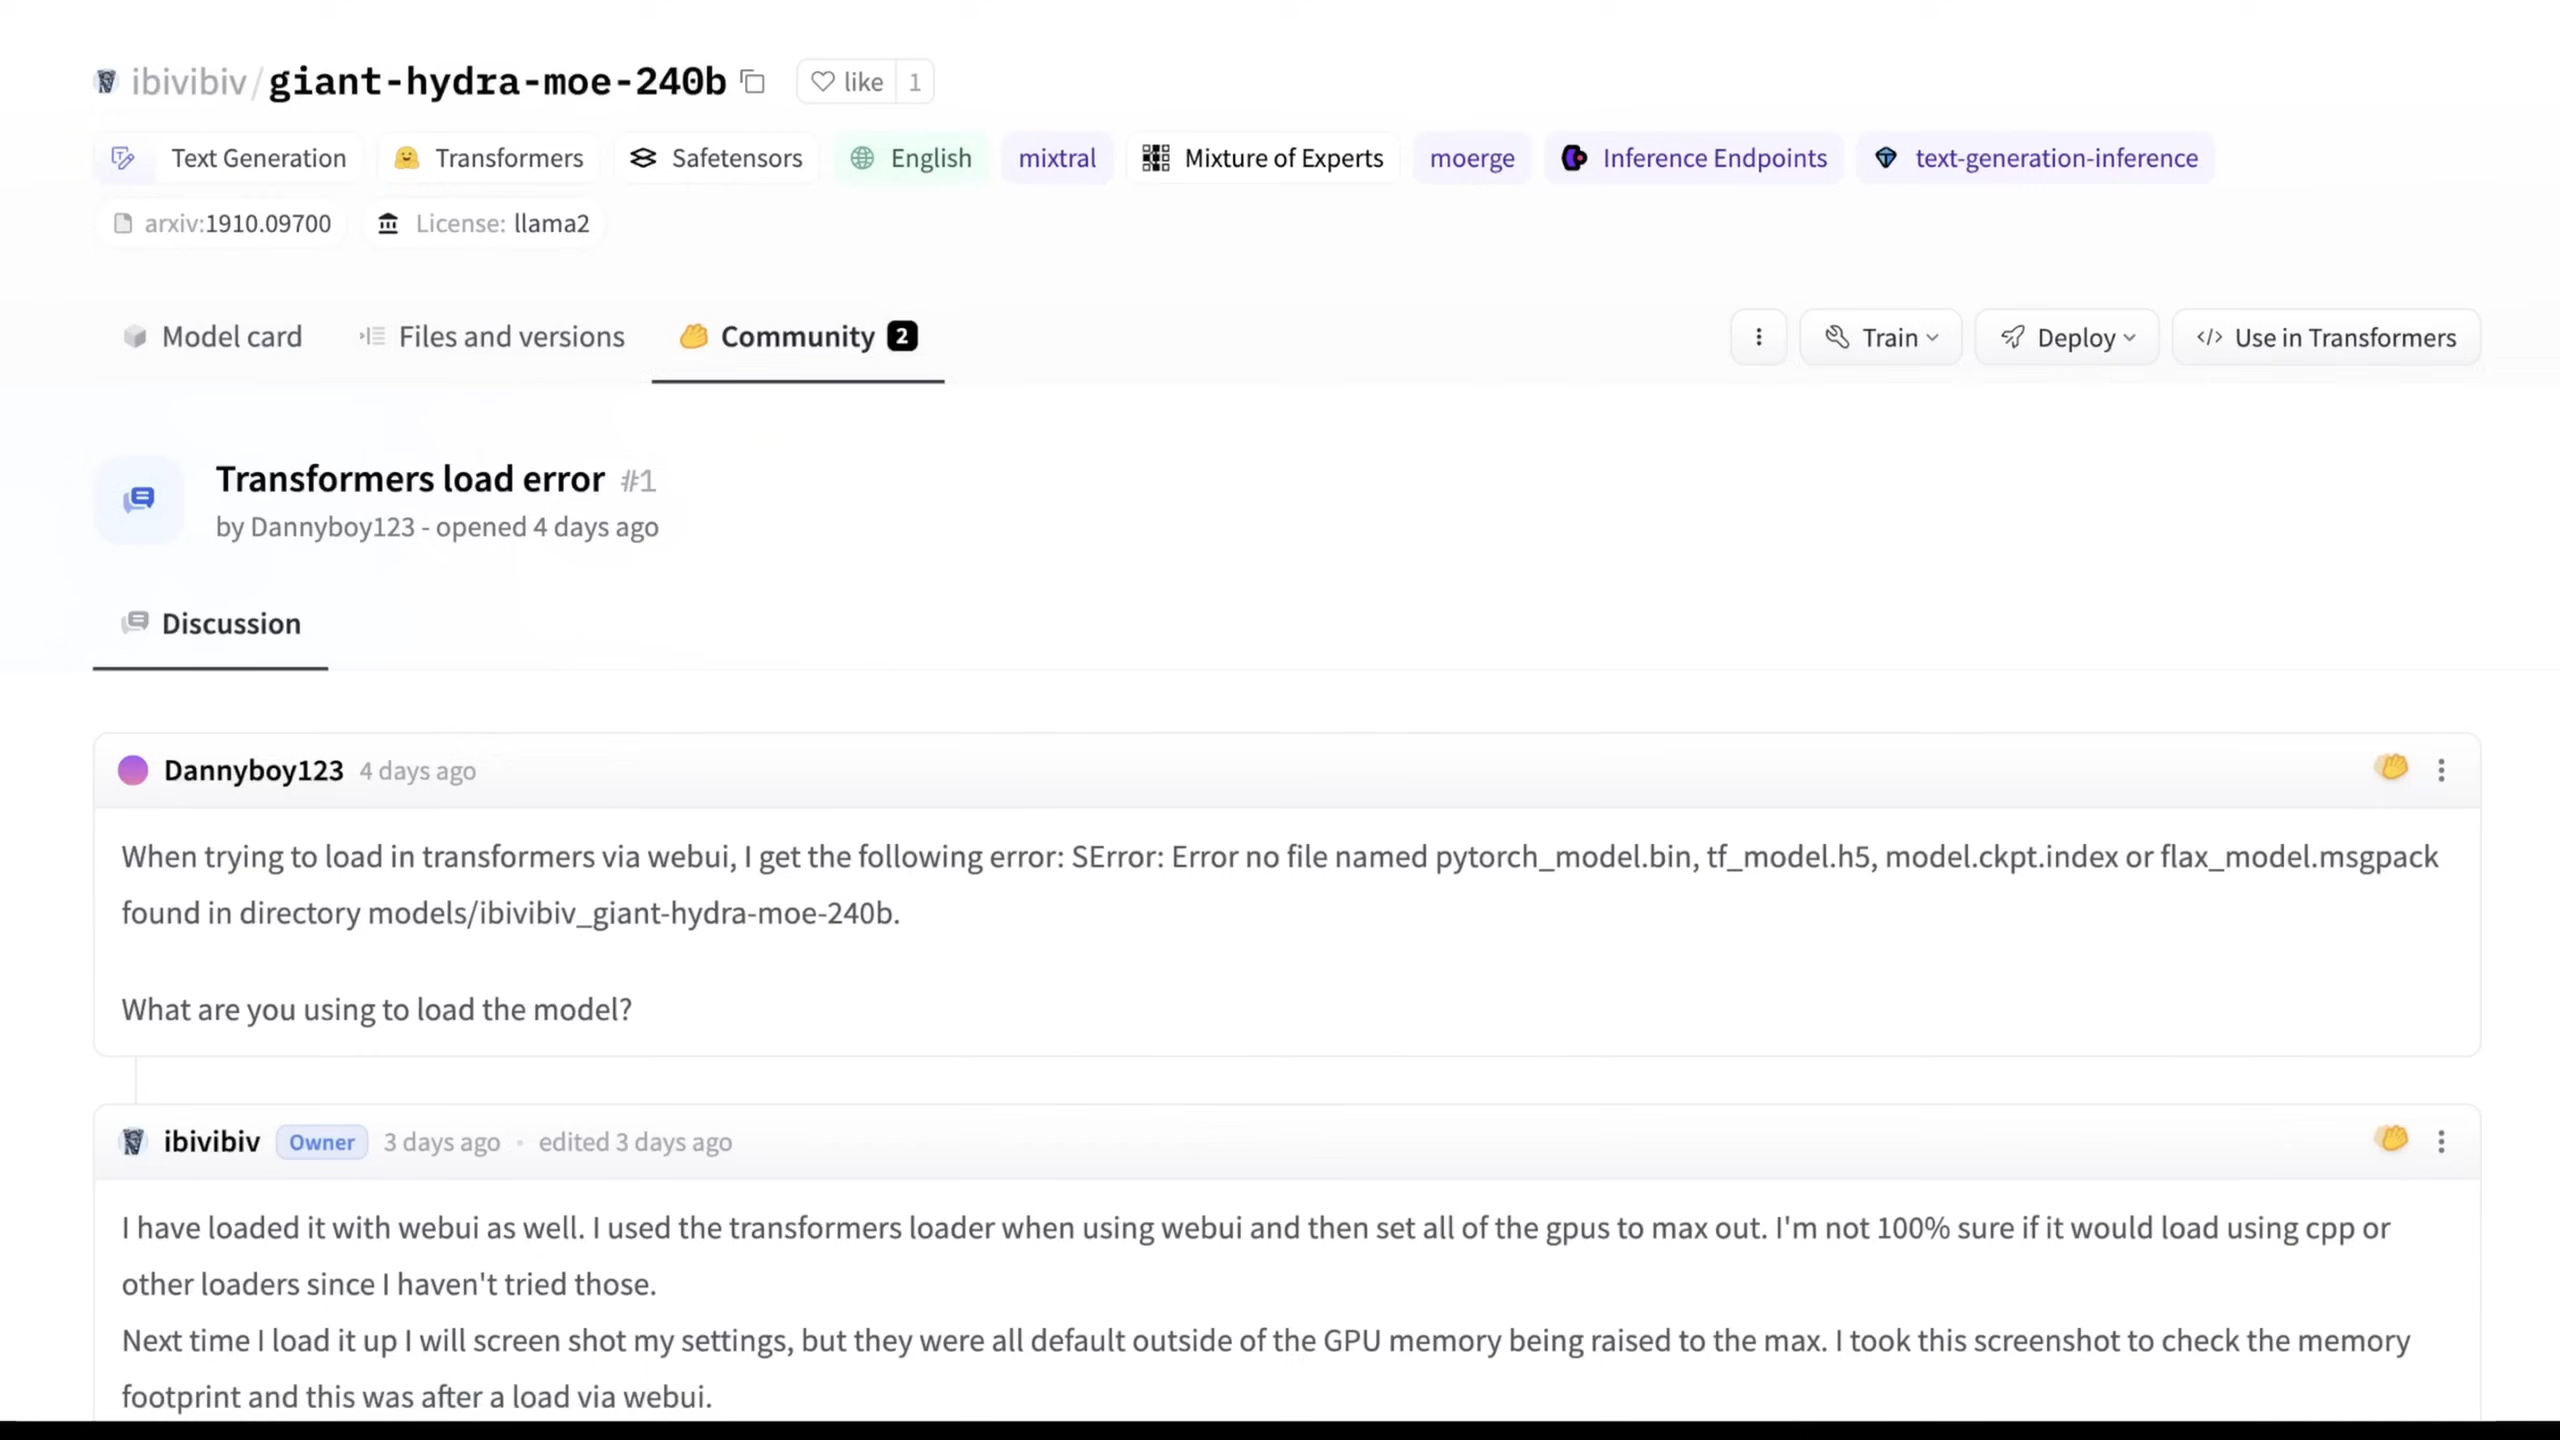 ibivibiv/giant-hydra-moe-240b like 1
Text Generation Transformers Safetensors English mixtral Mixture of Experts moerge Inference Endpoints text-generation-inference
arxiv:1910.09700 License: llama2
Model card Files and versions Community 2 Train Deploy </> Use in Transformers
Transformers load error #1
by Dannyboy123 - opened 4 days ago
Discussion
Dannyboy123 4 days ago
When trying to load in transformers via webui, I get the following error: SError: Error no file named pytorch_model.bin, tf_model.h5, model.ckpt.index or flax_model.msgpack
found in directory models/ibivibiv_giant-hydra-moe-240b.
What are you using to load the model?
ibivibiv Owner 3 days ago • edited 3 days ago
I have loaded it with webui as well. I used the transformers loader when using webui and then set all of the gpus to max out. I'm not 100% sure if it would load using cpp or
other loaders since I haven't tried those.
Next time I load it up I will screen shot my settings, but they were all default outside of the GPU memory being raised to the max. I took this screenshot to check the memory
footprint and this was after a load via webui.